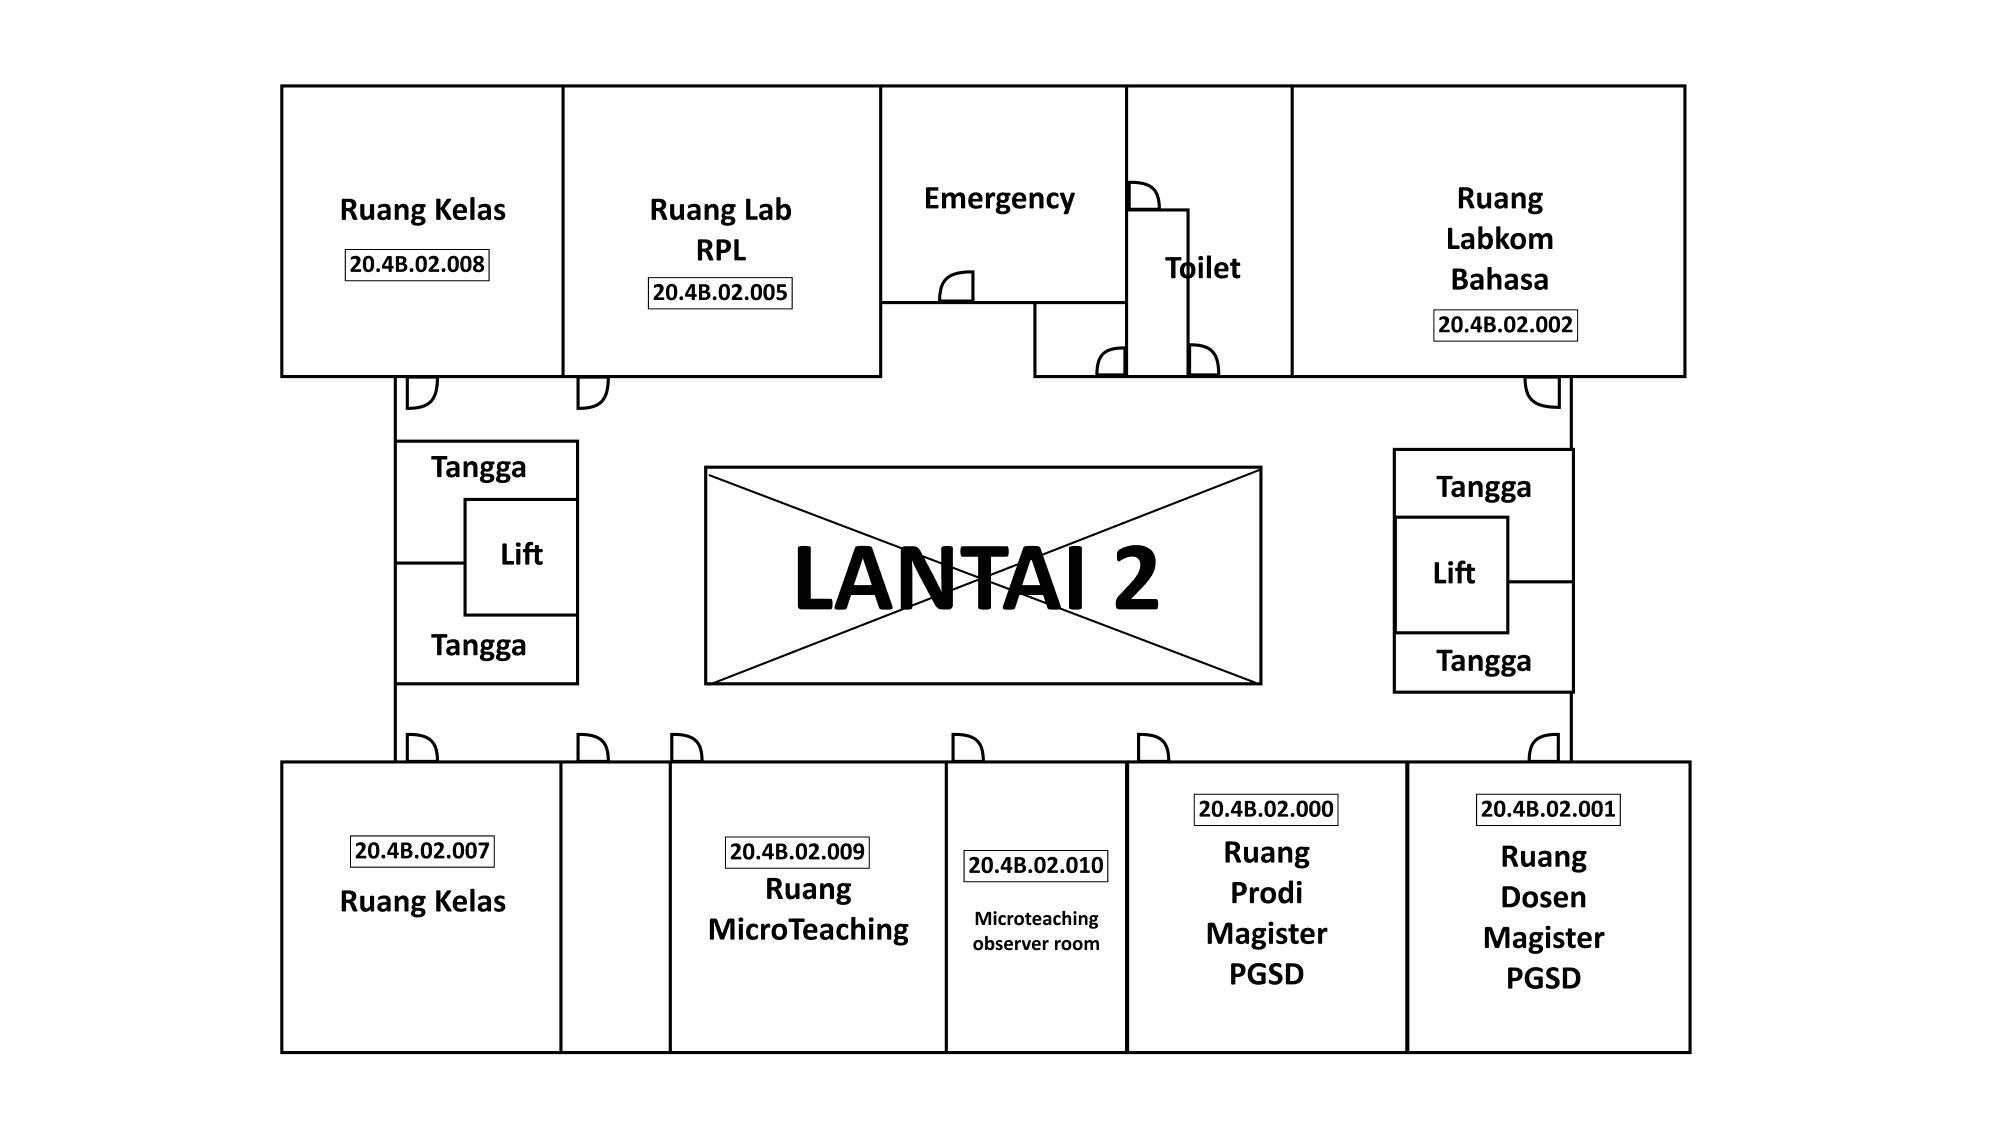 Ruang Kelas
20.4B.02.008
Ruang Lab
RPL
20.4B.02.005
Emergency
Toilet
Ruang
Labkom
Bahasa
20.4B.02.002
Tangga
Lift
Tangga
LANTAI 2
Tangga
Lift
Tangga
20.4B.02.007
Ruang Kelas
20.4B.02.009
Ruang
MicroTeaching
20.4B.02.010
Microteaching
observer room
20.4B.02.000
Ruang
Prodi
Magister
PGSD
20.4B.02.001
Ruang
Dosen
Magister
PGSD